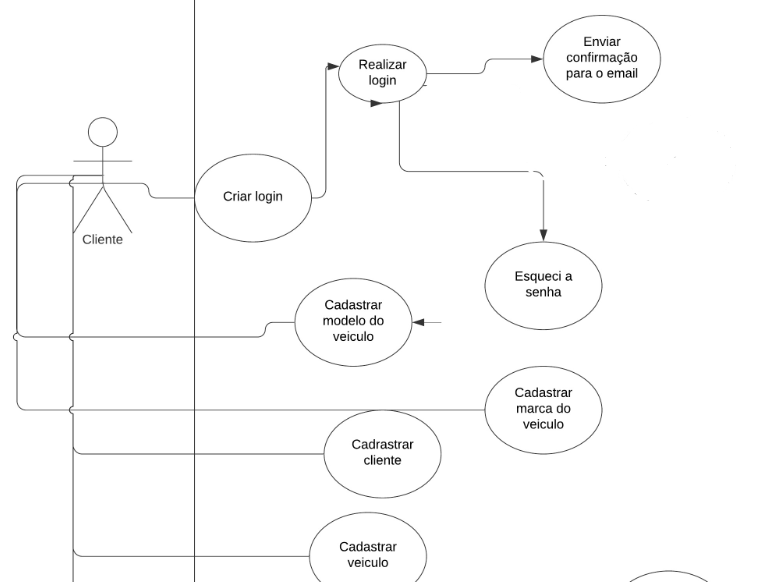 Enviar
confirmação
para o email
Realizar
login
Criar login
Cliente
Esqueci a
senha
Cadastrar
modelo do
veiculo
Cadastrar
marca do
veiculo
Cadrastrar
cliente
Cadastrar
veiculo